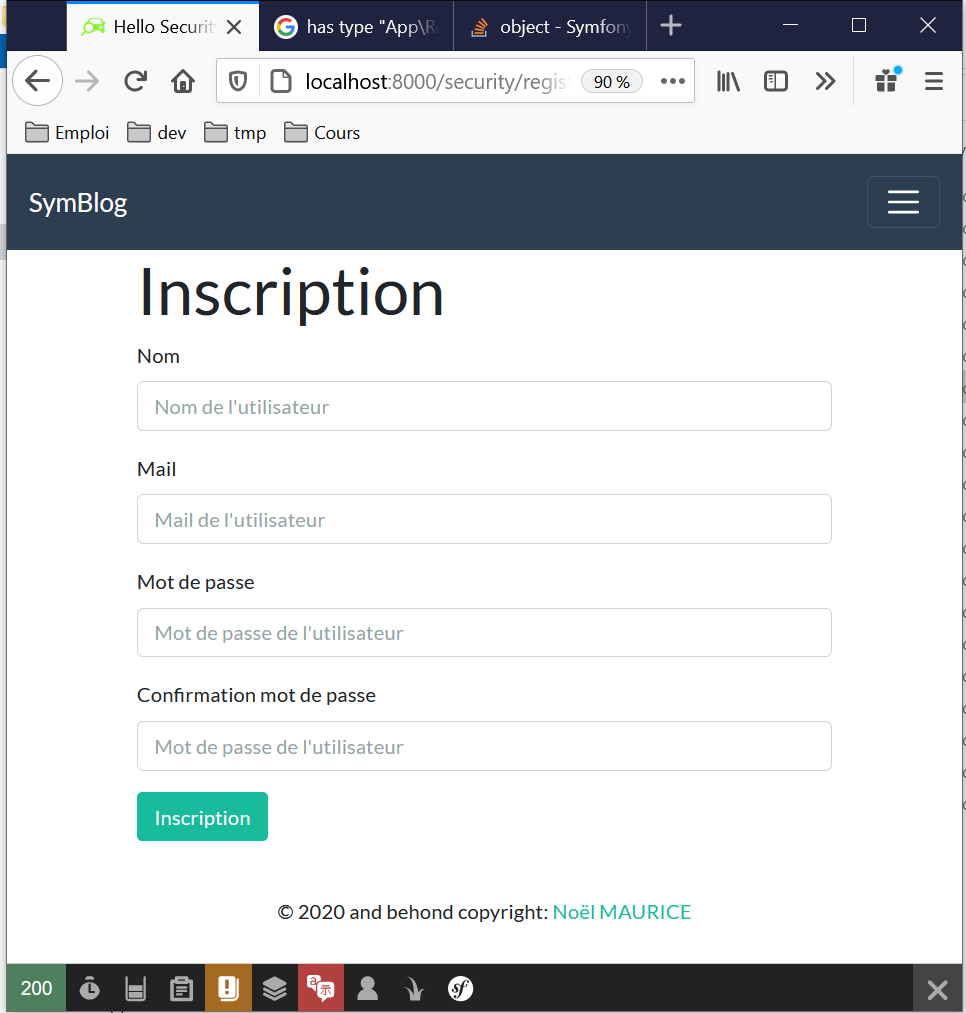 Hello Securit
has type "App\R
object - Symfony
localhost:8000/security/regis
90 %
Emploi dev tmp Cours
SymBlog
Inscription
Nom
Nom de l'utilisateur
Mail
Mail de l'utilisateur
Mot de passe
Mot de passe de l'utilisateur
Confirmation mot de passe
Mot de passe de l'utilisateur
Inscription
© 2020 and behond copyright: Noël MAURICE
200